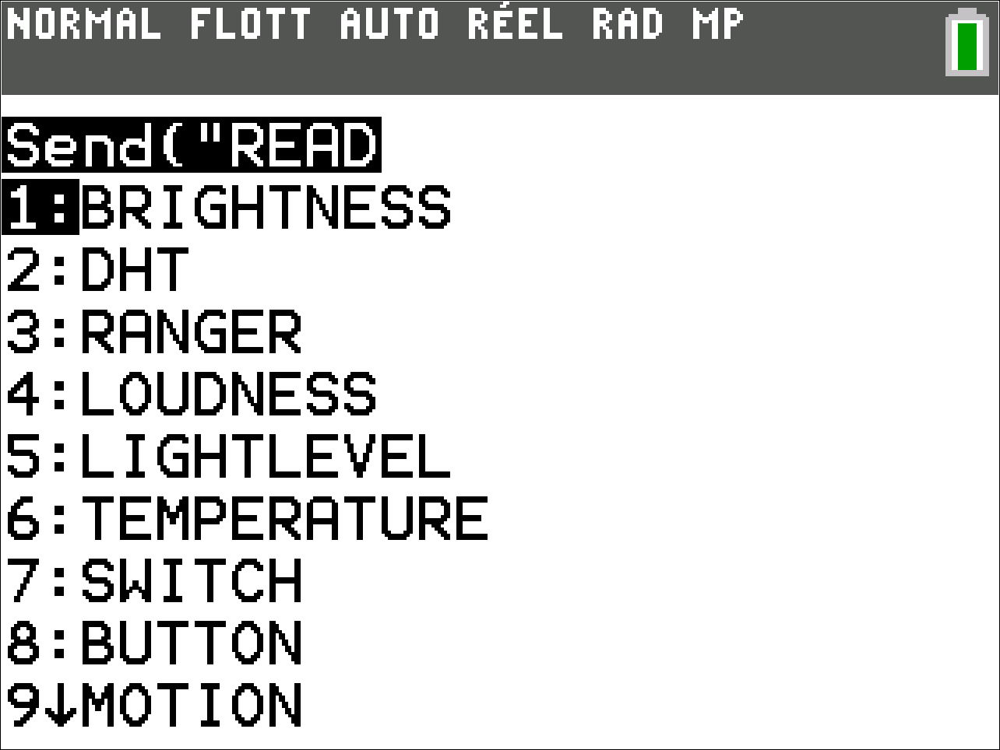 NORMAL FLOTT AUTO RÉEL RAD MP
Send("READ
1:BRIGHTNESS
2:DHT
3:RANGER
4:LOUDNESS
5:LIGHTLEVEL
6:TEMPERATURE
7:SWITCH
8:BUTTON
9↓MOTION